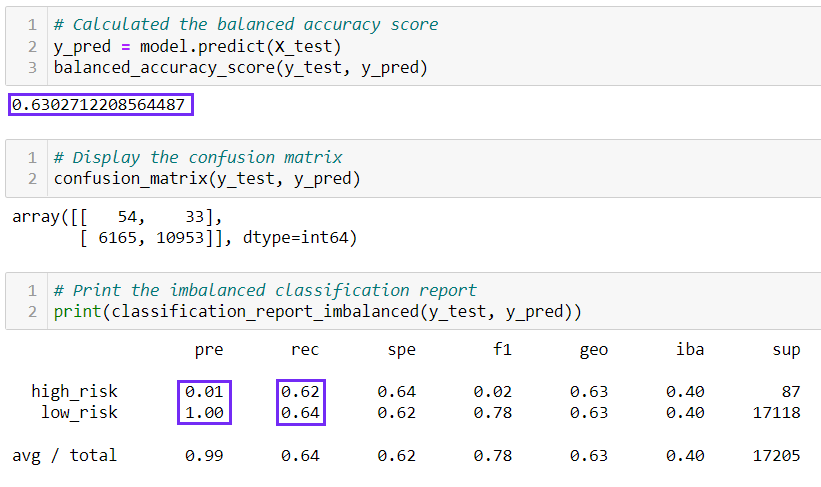 1 # Calculated the balanced accuracy score
2 y_pred = model.predict(X_test)
3 balanced_accuracy_score(y_test, y_pred)
0.6302712208564487
1 # Display the confusion matrix
2 confusion_matrix(y_test, y_pred)
array([[   54,    33],
       [ 6165, 10953]], dtype=int64)
1 # Print the imbalanced classification report
2 print(classification_report_imbalanced(y_test, y_pred))
pre rec spe f1 geo iba sup
high_risk 0.01 0.62 0.64 0.02 0.63 0.40 87
low_risk 1.00 0.64 0.62 0.78 0.63 0.40 17118
avg / total 0.99 0.64 0.62 0.78 0.63 0.40 17205